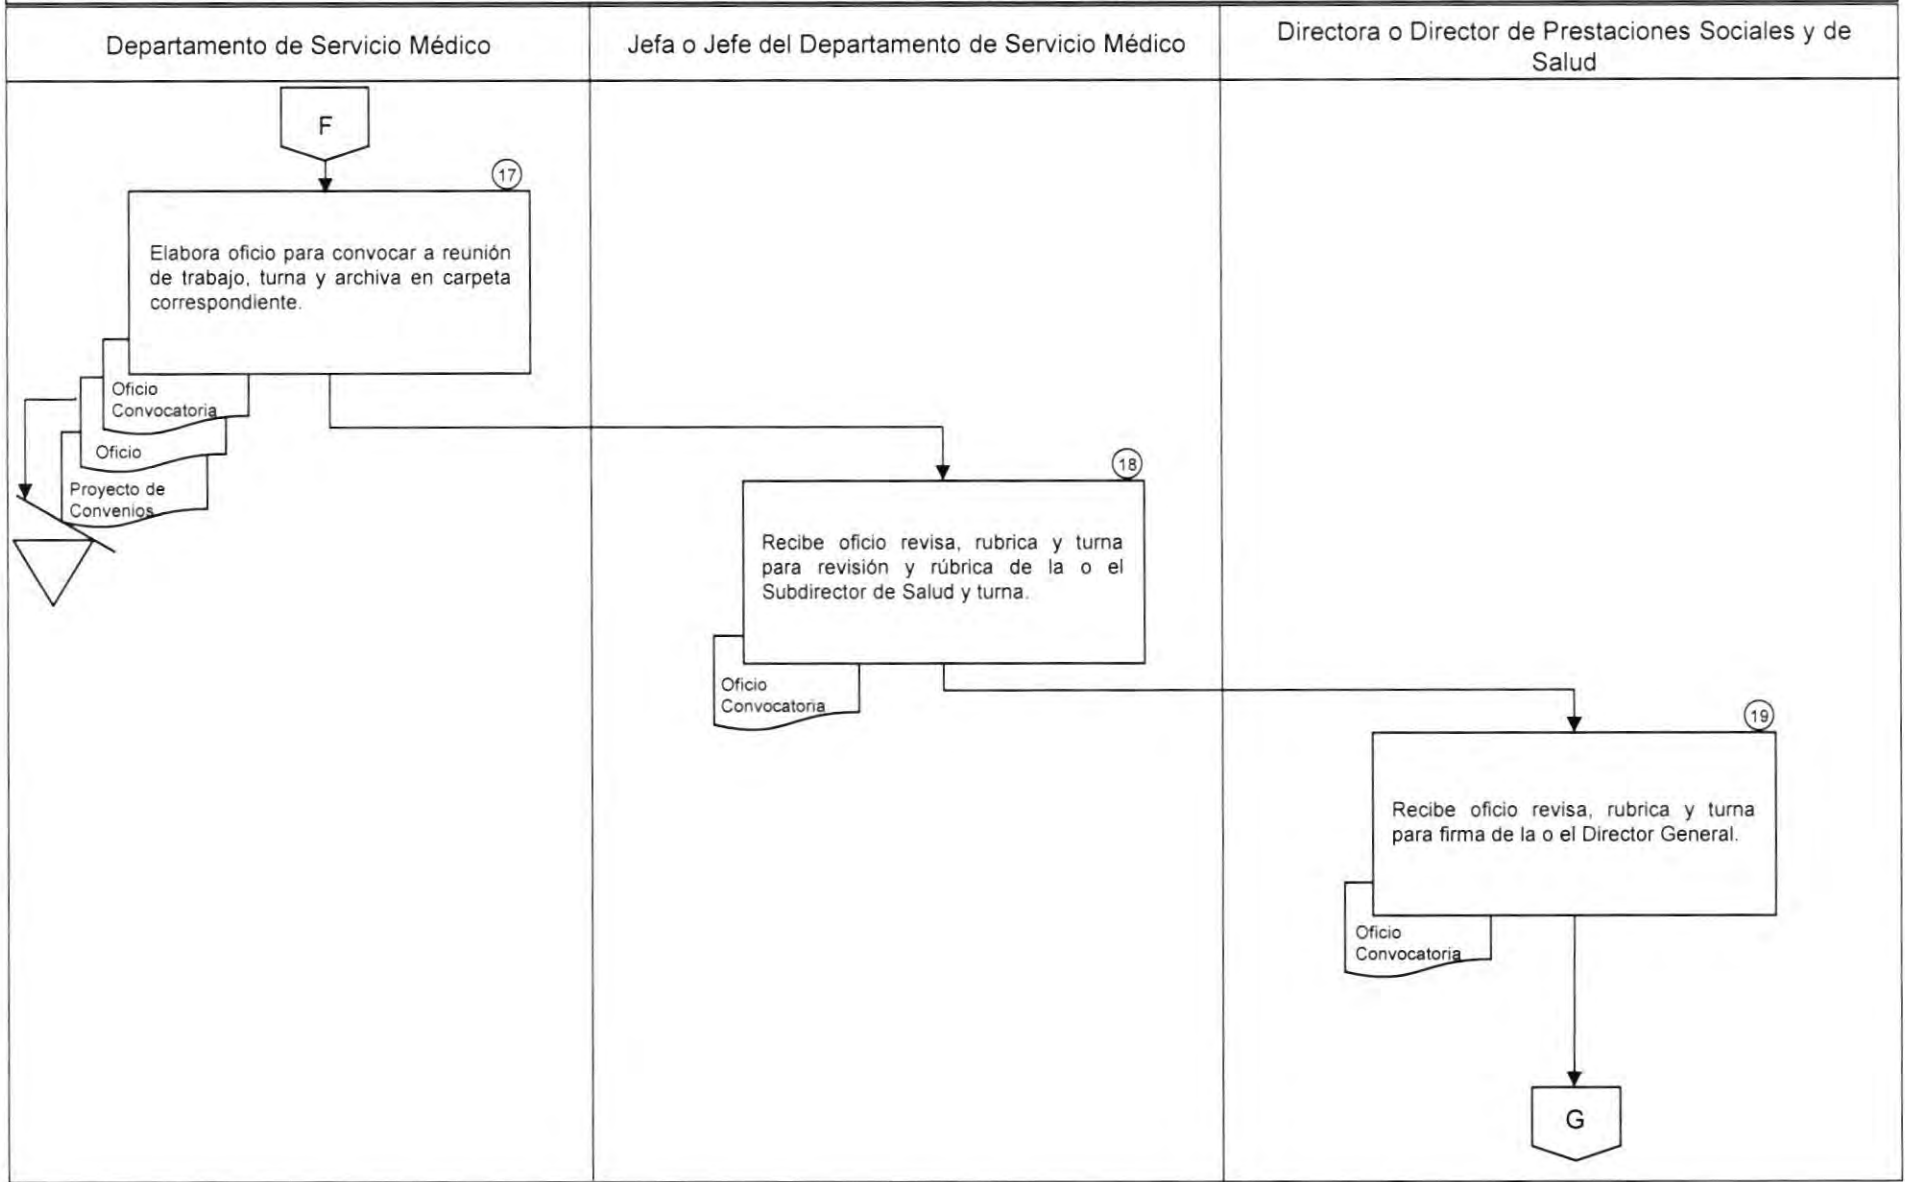 Departamento de Servicio Médico
Jefa o Jefe del Departamento de Servicio Médico
Directora o Director de Prestaciones Sociales y de
Salud
F
17
Elabora oficio para convocar a reunión
de trabajo, turna y archiva en carpeta
correspondiente.
Oficio
Convocatoria
Oficio
Proyecto de
Convenios
18
Recibe oficio revisa, rubrica y turna
para revisión y rúbrica de la o el
Subdirector de Salud y turna.
Oficio
Convocatoria
19
Recibe oficio revisa, rubrica y turna
para firma de la o el Director General.
Oficio
Convocatoria
G